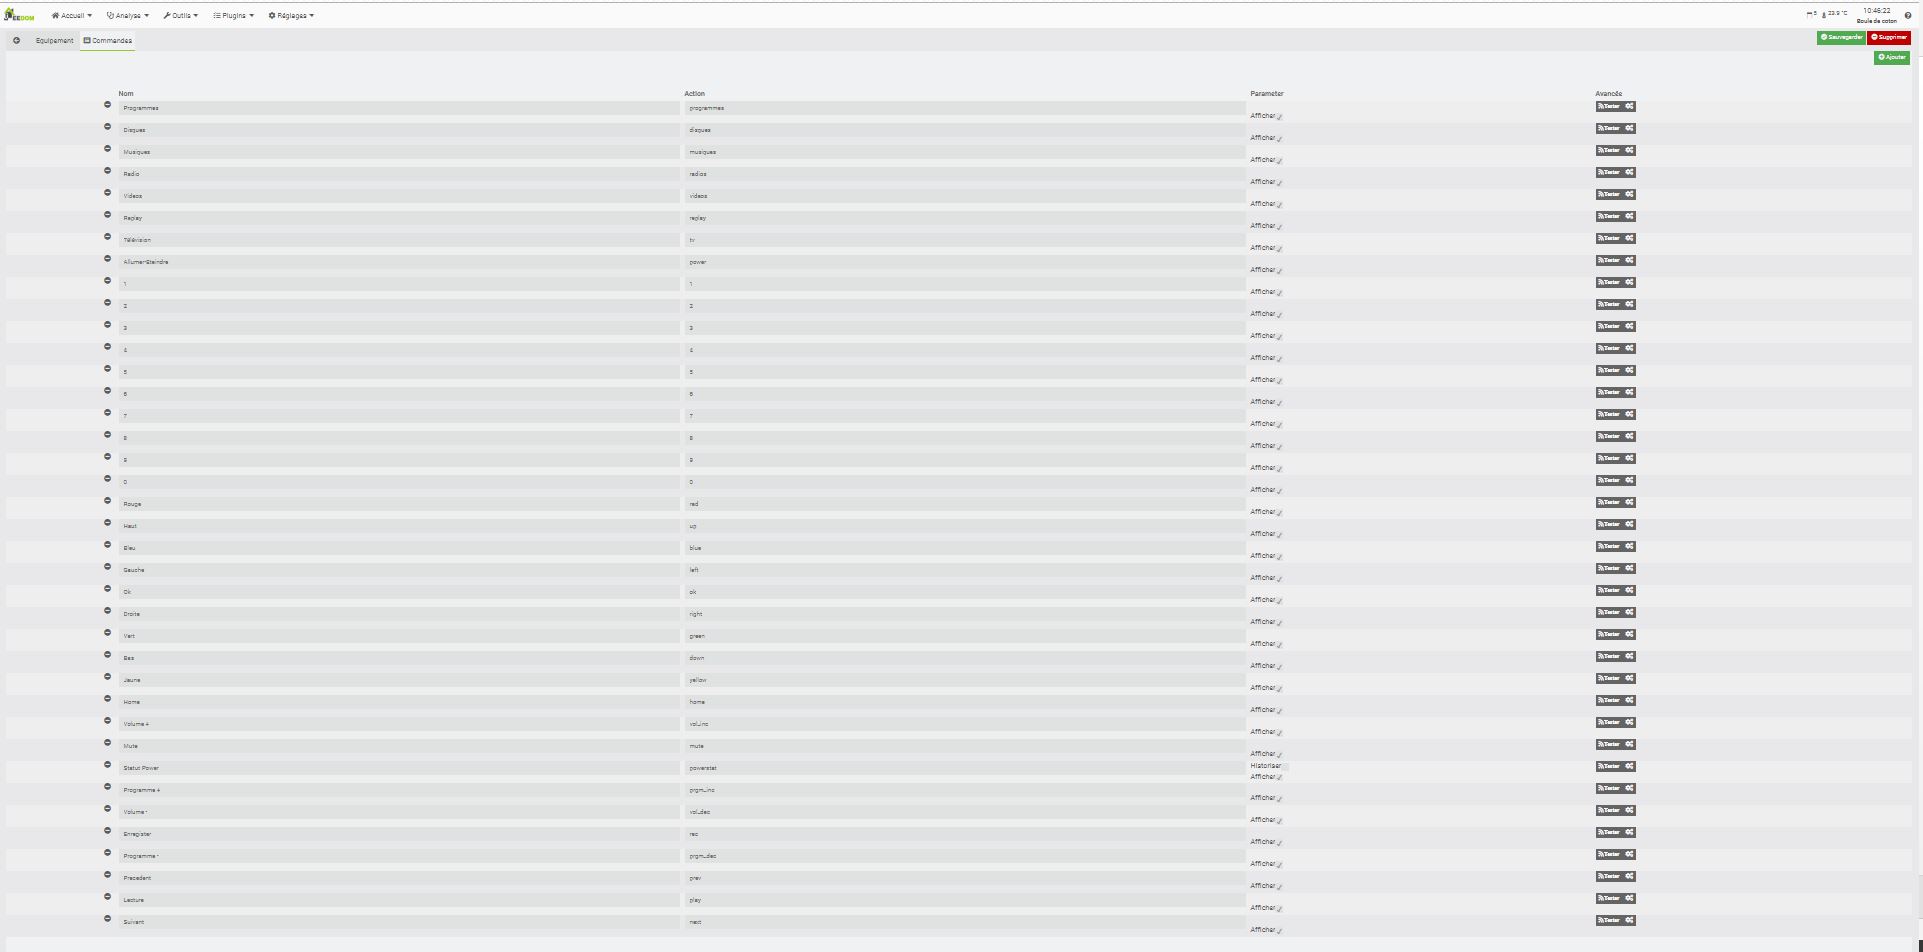 JEEDOM Accueil Analyse Outils Plugins Réglages 6 23.9 °C 10:46:22
Boule de coton
Equipement Commandes Sauvegarder Supprimer
Ajouter
Nom Action Parameter Avancée
Programmes programmes Afficher Tester
Disques disques Afficher Tester
Musiques musiques Afficher Tester
Radio radios Afficher Tester
Videos videos Afficher Tester
Replay replay Afficher Tester
Télévision tv Afficher Tester
Allumer-Eteindre power Afficher Tester
1 1 Afficher Tester
2 2 Afficher Tester
3 3 Afficher Tester
4 4 Afficher Tester
5 5 Afficher Tester
6 6 Afficher Tester
7 7 Afficher Tester
8 8 Afficher Tester
9 9 Afficher Tester
0 0 Afficher Tester
Rouge red Afficher Tester
Haut up Afficher Tester
Bleu blue Afficher Tester
Gauche left Afficher Tester
Ok ok Afficher Tester
Droite right Afficher Tester
Vert green Afficher Tester
Bas down Afficher Tester
Jaune yellow Afficher Tester
Home home Afficher Tester
Volume + vol_inc Afficher Tester
Mute mute Afficher Tester
Statut Power powerstat Historiser Tester
Afficher
Programme + prgm_inc Afficher Tester
Volume - vol_dec Afficher Tester
Enregister rec Afficher Tester
Programme - prgm_dec Afficher Tester
Precedent prev Afficher Tester
Lecture play Afficher Tester
Suivant next Afficher Tester